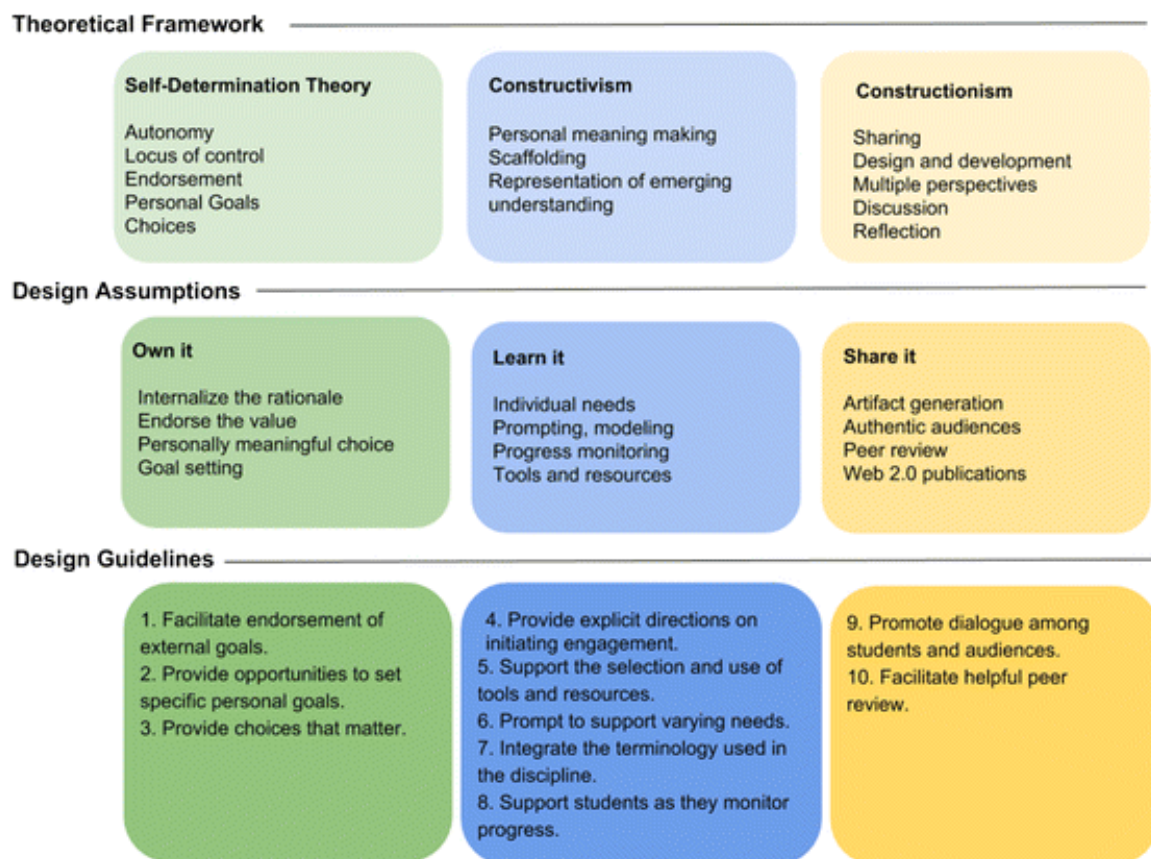 Theoretical Framework
Self-Determination Theory
Autonomy
Locus of control
Endorsement
Personal Goals
Choices
Constructivism
Personal meaning making
Scaffolding
Representation of emerging
understanding
Constructionism
Sharing
Design and development
Multiple perspectives
Discussion
Reflection
Design Assumptions
Own it
Internalize the rationale
Endorse the value
Personally meaningful choice
Goal setting
Learn it
Individual needs
Prompting, modeling
Progress monitoring
Tools and resources
Share it
Artifact generation
Authentic audiences
Peer review
Web 2.0 publications
Design Guidelines
1. Facilitate endorsement of
external goals.
2. Provide opportunities to set
specific personal goals.
3. Provide choices that matter.
4. Provide explicit directions on
initiating engagement.
5. Support the selection and use of
tools and resources.
6. Prompt to support varying needs.
7. Integrate the terminology used in
the discipline.
8. Support students as they monitor
progress.
9. Promote dialogue among
students and audiences.
10. Facilitate helpful peer
review.